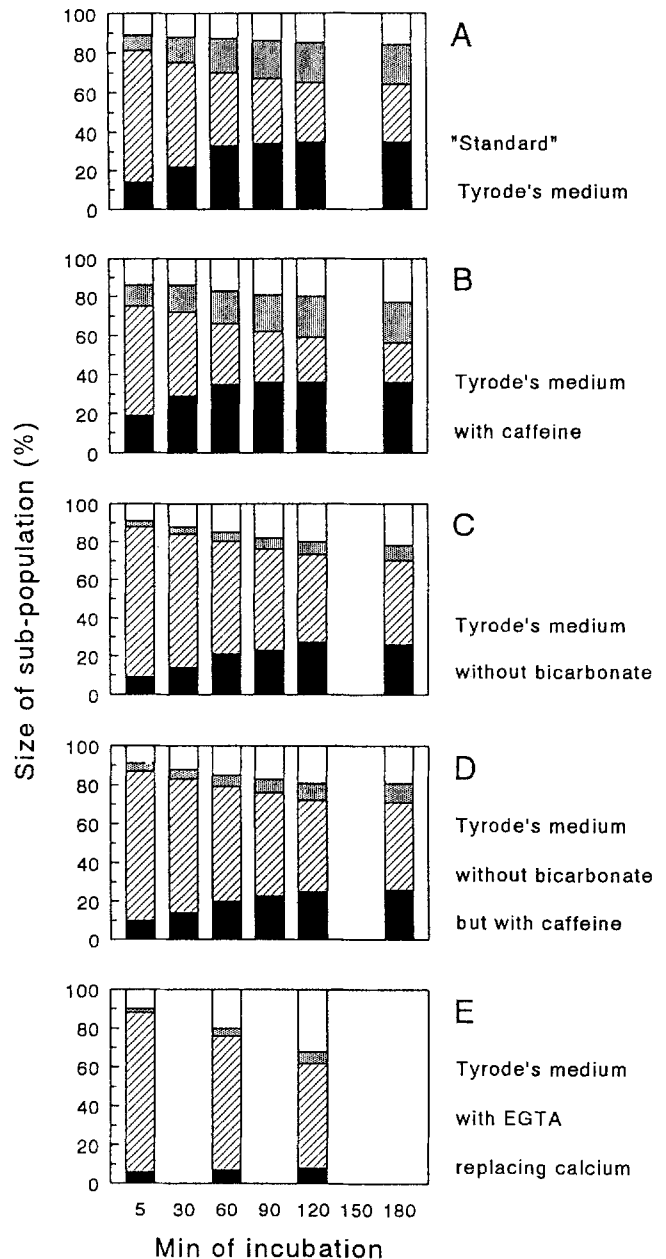 100
80
60
40
20
0
A
"Standard"
Tyrode's medium
100
80
60
40
20
0
B
Tyrode's medium
with caffeine
100
80
60
40
20
0
C
Tyrode's medium
without bicarbonate
100
80
60
40
20
0
D
Tyrode's medium
without bicarbonate
but with caffeine
100
80
60
40
20
0
E
Tyrode's medium
with EGTA
replacing calcium
Size of sub-population (%)
5 30 60 90 120 150 180
Min of incubation